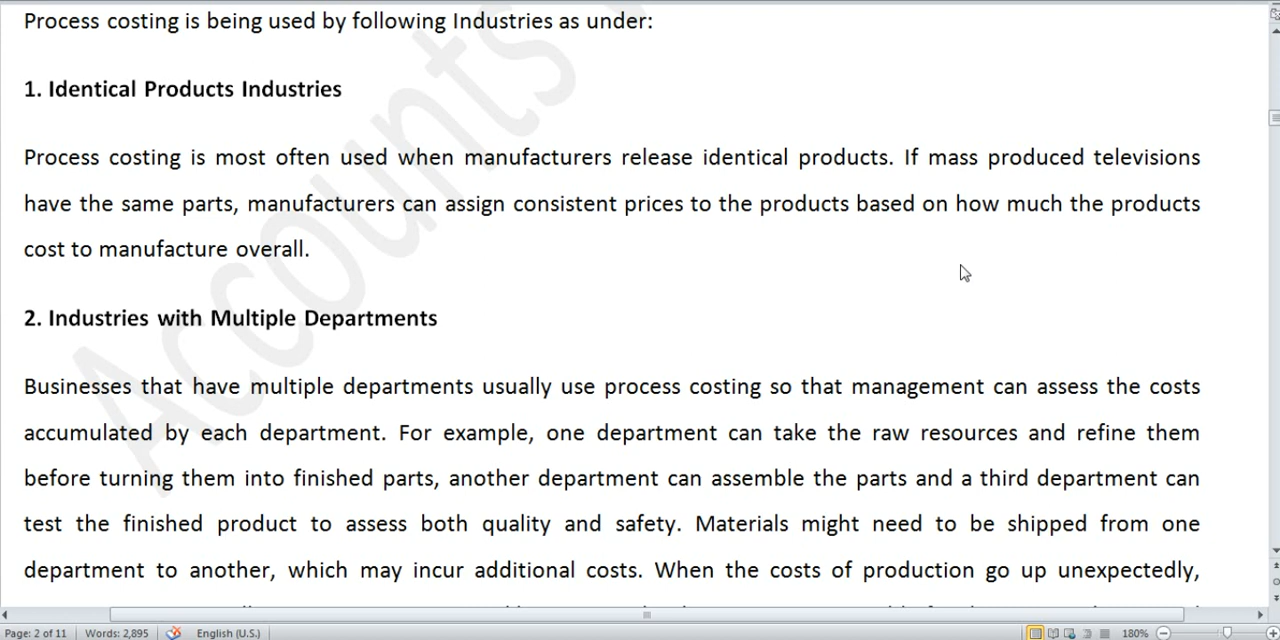 Process costing is being used by following Industries as under:
1. Identical Products Industries
Process costing is most often used when manufacturers release identical products. If mass produced televisions
have the same parts, manufacturers can assign consistent prices to the products based on how much the products
cost to manufacture overall.
2. Industries with Multiple Departments
Businesses that have multiple departments usually use process costing so that management can assess the costs
accumulated by each department. For example, one department can take the raw resources and refine them
before turning them into finished parts, another department can assemble the parts and a third department can
test the finished product to assess both quality and safety. Materials might need to be shipped from one
department to another, which may incur additional costs. When the costs of production go up unexpectedly,
Accounts
Page: 2 of 11 Words: 2,895 English (U.S.) 180%